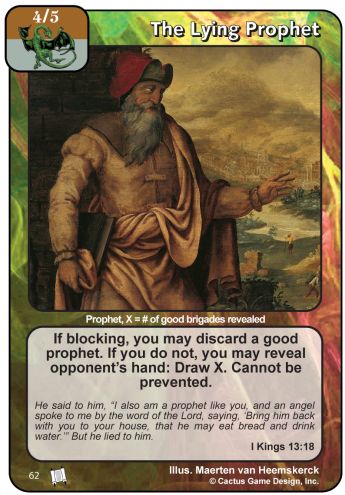 4/5
The Lying Prophet
Prophet, X = # of good brigades revealed
If blocking, you may discard a good
prophet. If you do not, you may reveal
opponent's hand: Draw X. Cannot be
prevented.
He said to him, "I also am a prophet like you, and an angel
spoke to me by the word of the Lord, saying, 'Bring him back
with you to your house, that he may eat bread and drink
water.'" But he lied to him.
I Kings 13:18
62
Illus. Maerten van Heemskerck
© Cactus Game Design, Inc.